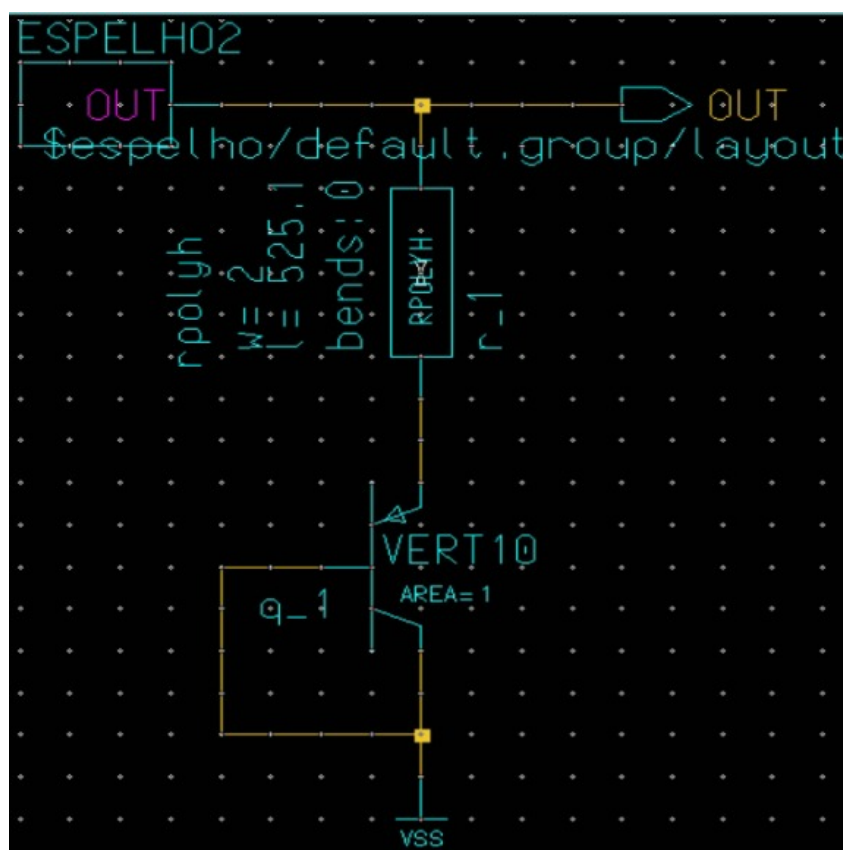 ESPELHO2
OUT
OUT
$espelho/default.group/layout
rpolyh
w= 2
l= 525.1
bends: 0
RPOLYH
r_1
VERT10
AREA= 1
q_1
VSS